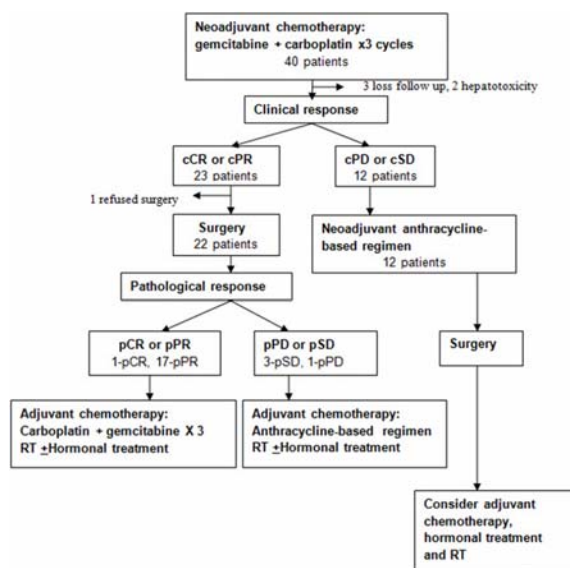 Neoadjuvant chemotherapy:
gemcitabine + carboplatin x3 cycles
40 patients
3 loss follow up, 2 hepatotoxicity
Clinical response
cCR or cPR
23 patients
cPD or cSD
12 patients
1 refused surgery
Surgery
22 patients
Neoadjuvant anthracycline-
based regimen
12 patients
Pathological response
pCR or pPR
1-pCR, 17-pPR
pPD or pSD
3-pSD, 1-pPD
Surgery
Adjuvant chemotherapy:
Carboplatin + gemcitabine X 3
RT ±Hormonal treatment
Adjuvant chemotherapy:
Anthracycline-based regimen
RT ±Hormonal treatment
Consider adjuvant
chemotherapy,
hormonal treatment
and RT